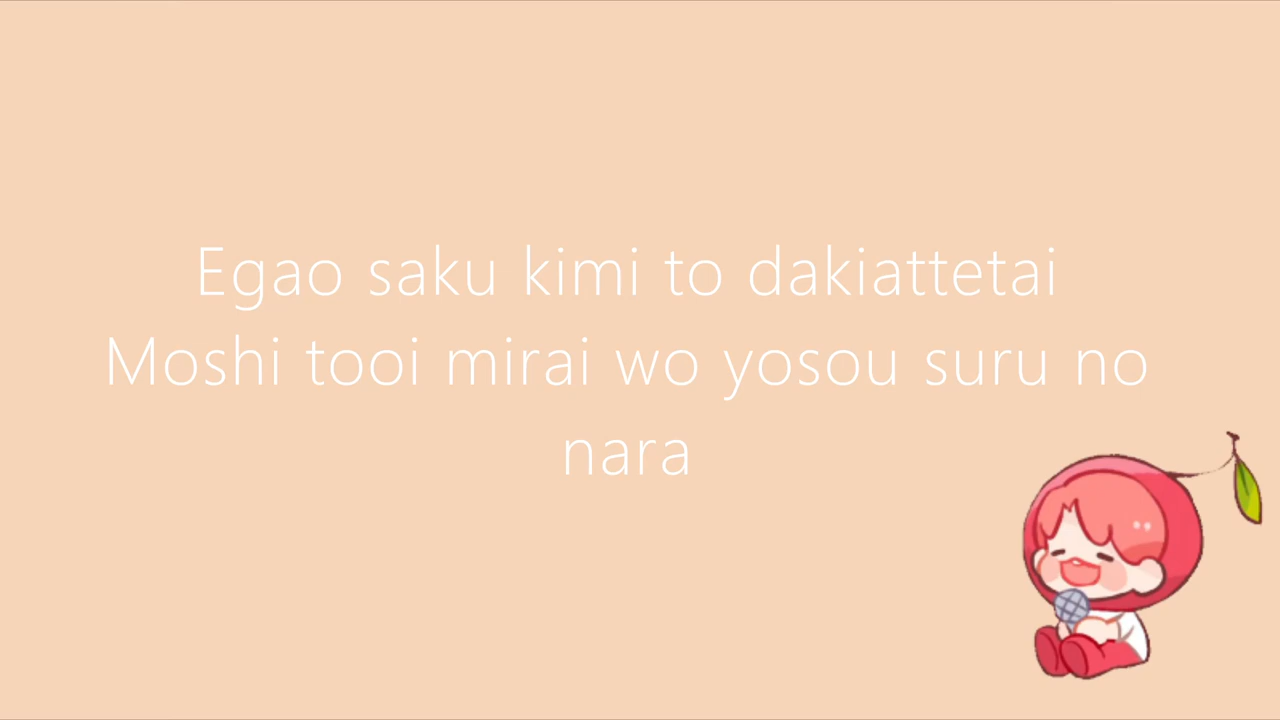 Egao saku kimi to dakiattetai
Moshi tooi mirai wo yosou suru no
nara